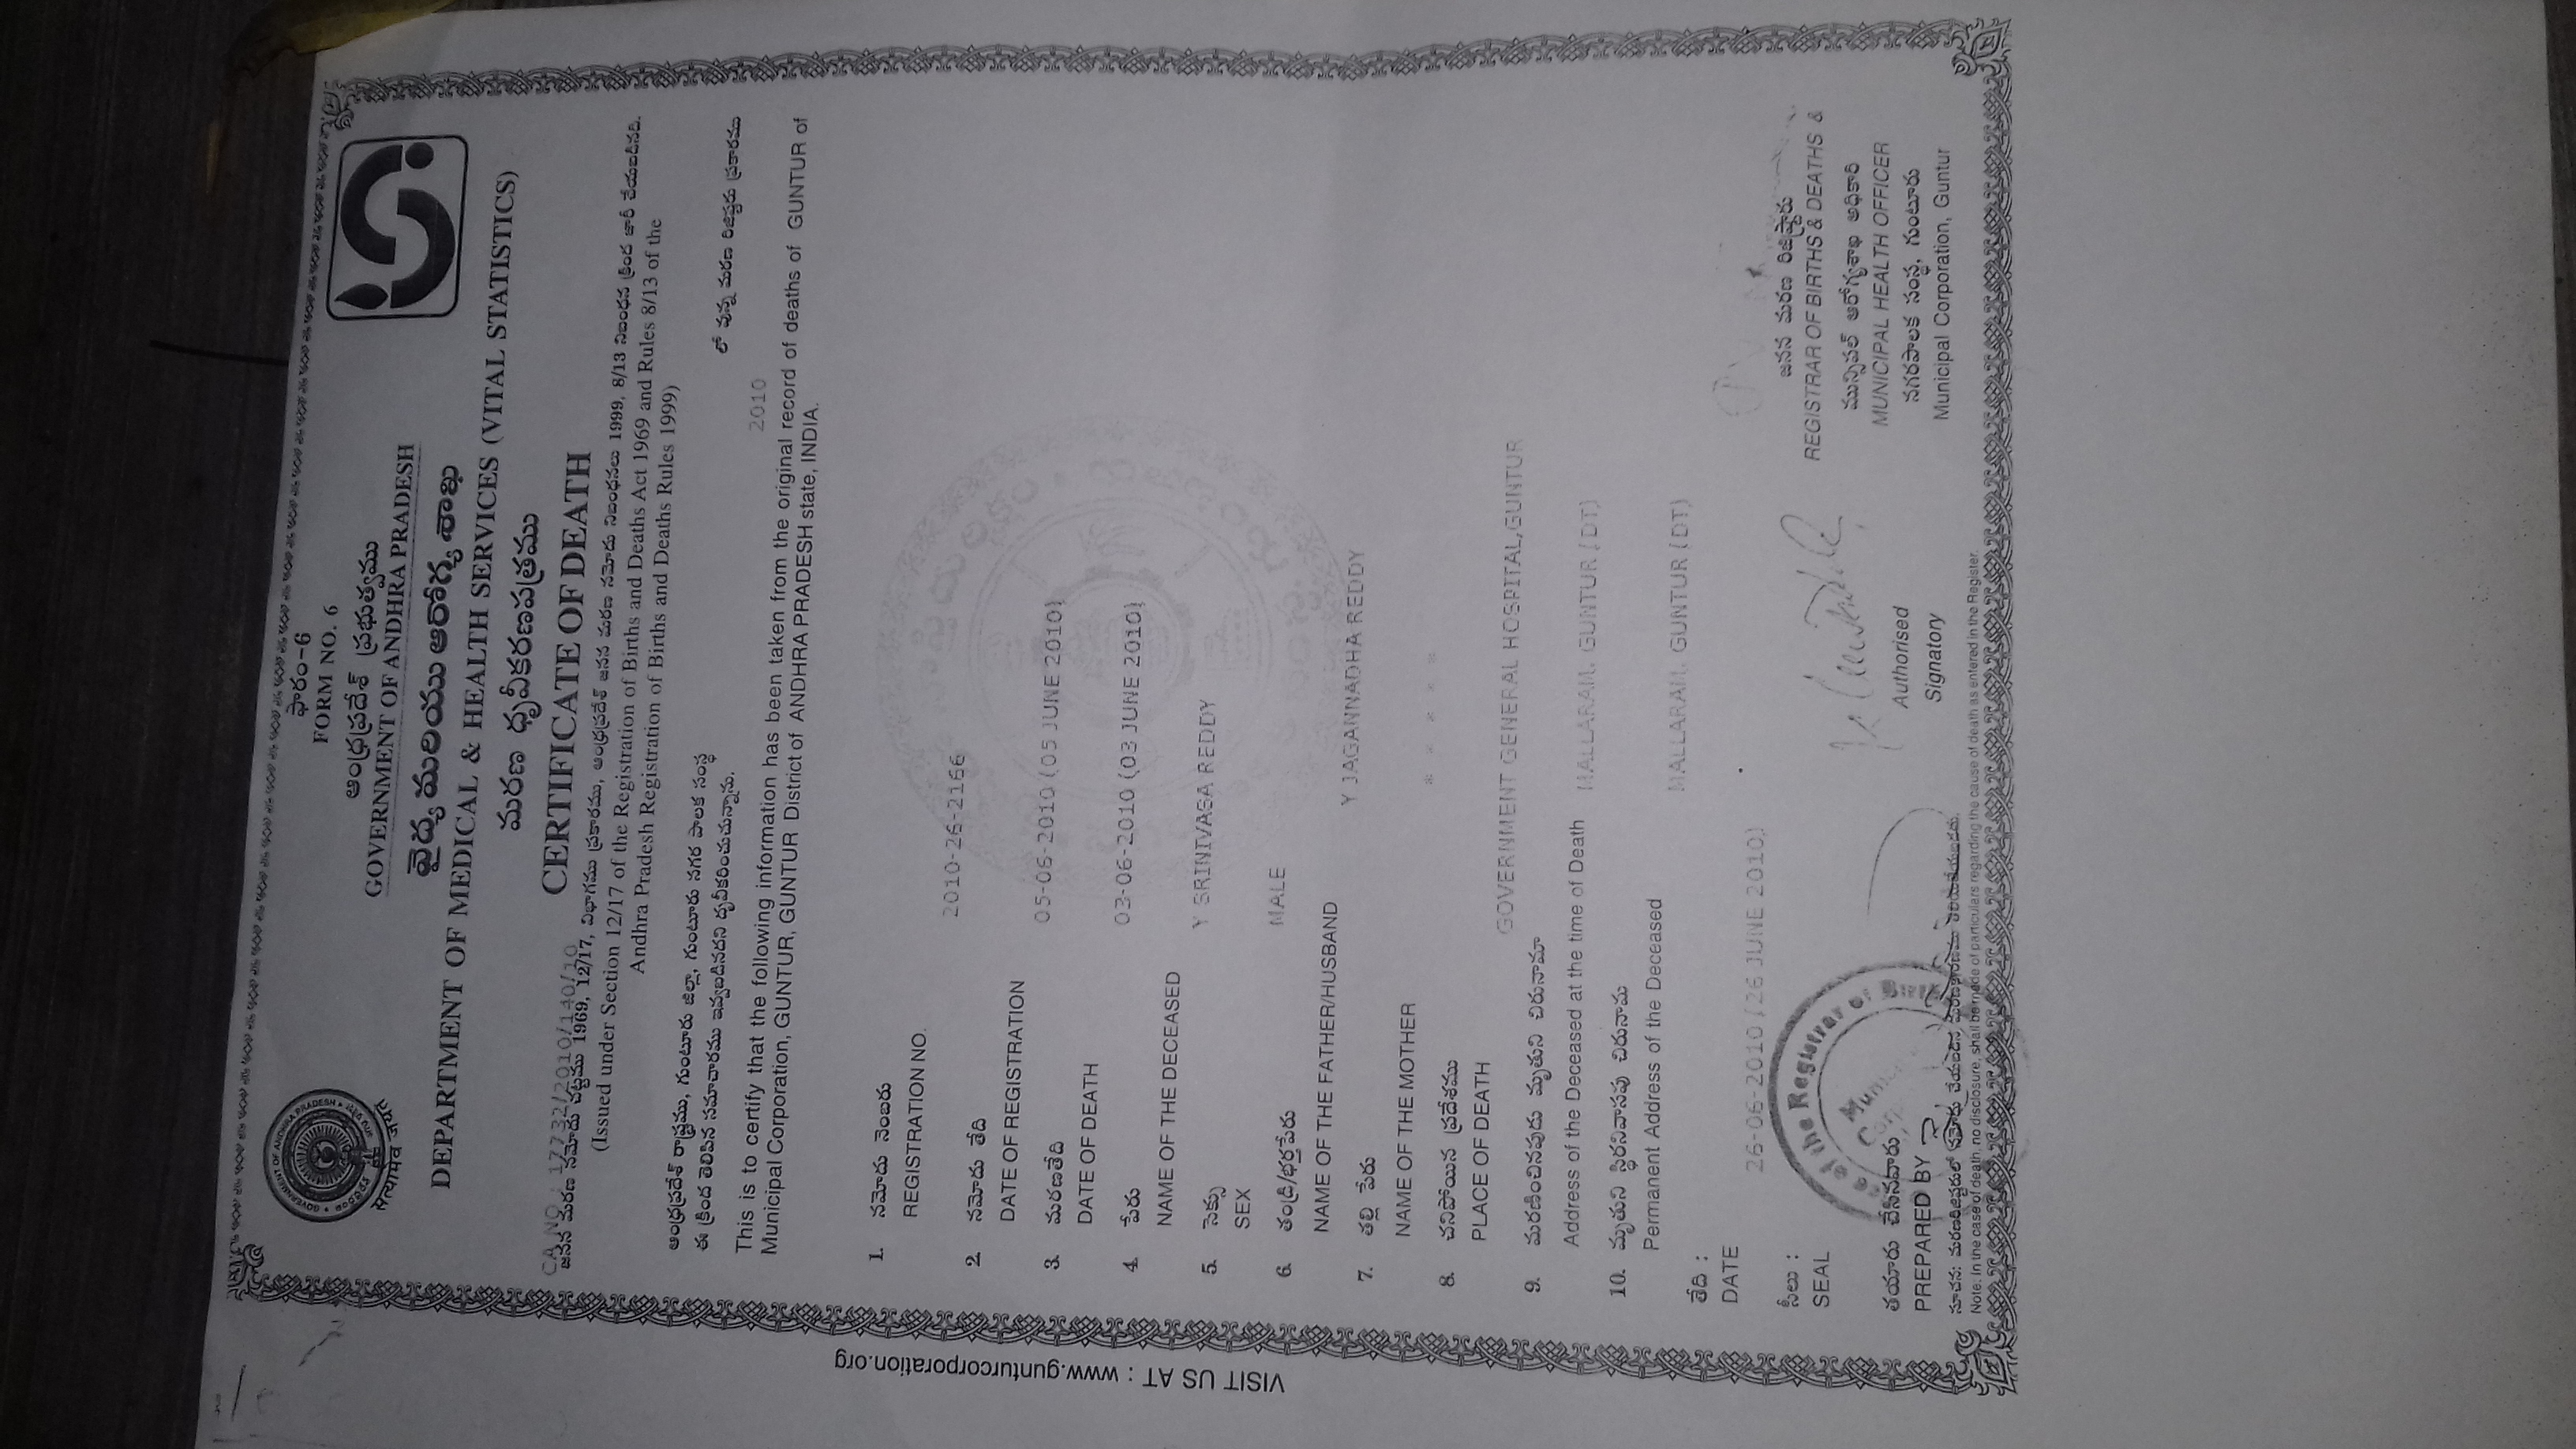 ఫారం-6
FORM NO. 6
ఆంధ్రప్రదేశ్ ప్రభుత్వము
GOVERNMENT OF ANDHRA PRADESH
సత్యామేవ జయతే
వైద్య మరియు ఆరోగ్య శాఖ
DEPARTMENT OF MEDICAL & HEALTH SERVICES (VITAL STATISTICS)
మరణ ధృవీకరణపత్రము
CERTIFICATE OF DEATH
CA NO : 17732/2010/140/10
జనన మరణ నమోదు చట్టము 1969, 12/17, విభాగము ప్రకారము, ఆంధ్రప్రదేశ్ జనన మరణ నమోదు నిబంధనలు 1999, 8/13 నిబంధన క్రింద జారీ చేయబడినది.
(Issued under Section 12/17 of the Registration of Births and Deaths Act 1969 and Rules 8/13 of the
Andhra Pradesh Registration of Births and Deaths Rules 1999)
ఆంధ్రప్రదేశ్ రాష్ట్రము, గుంటూరు జిల్లా, గుంటూరు నగర పాలక సంస్థ లో వున్న మరణ రిజిష్టరు ప్రకారము
ఈ క్రింద తెలిపిన సమాచారము ఇవ్వబడినదని ధృవీకరించుచున్నాను.
2010
This is to certify that the following information has been taken from the original record of deaths of GUNTUR of
Municipal Corporation, GUNTUR, GUNTUR District of ANDHRA PRADESH state, INDIA.
VISIT US AT : www.gunturcorporation.org
1. నమోదు నెంబరు
REGISTRATION NO.
2010-26-2166
2. నమోదు తేది
DATE OF REGISTRATION
05-06-2010 (05 JUNE 2010)
3. మరణతేది
DATE OF DEATH
03-06-2010 (03 JUNE 2010)
4. పేరు
NAME OF THE DECEASED
Y SRINIVASA REDDY
5. సెక్సు
SEX
MALE
6. తండ్రి/భర్తపేరు
NAME OF THE FATHER/HUSBAND
Y JAGANNADHA REDDY
7. తల్లి పేరు
NAME OF THE MOTHER
* * * * *
8. చనిపోయిన ప్రదేశము
PLACE OF DEATH
GOVERNMENT GENERAL HOSPITAL,GUNTUR
9. మరణించినపుడు మృతుని చిరునామా
Address of the Deceased at the time of Death
MALLARAM, GUNTUR (DT)
10. మృతుని స్థిరనివాసపు చిరునామ
Permanent Address of the Deceased
MALLARAM, GUNTUR (DT)
తేది :
DATE
26-06-2010 (26 JUNE 2010)
సీలు :
SEAL
of the Registrar of
తయారు చేసినవారు
PREPARED BY
Authorised
Signatory
జనన మరణ రిజిష్ట్రారు
REGISTRAR OF BIRTHS & DEATHS &
మున్సిపల్ ఆరోగ్యశాఖ అధికారి
MUNICIPAL HEALTH OFFICER
నగరపాలక సంస్థ, గుంటూరు
Municipal Corporation, Guntur
సూచన: మరణరిజిష్టరులో నమోదు చేయబడిన మరణకారణము తెలియచేయబడదు.
Note: In the case of death, no disclosure, shall be made of particulars regarding the cause of death as entered in the Register.